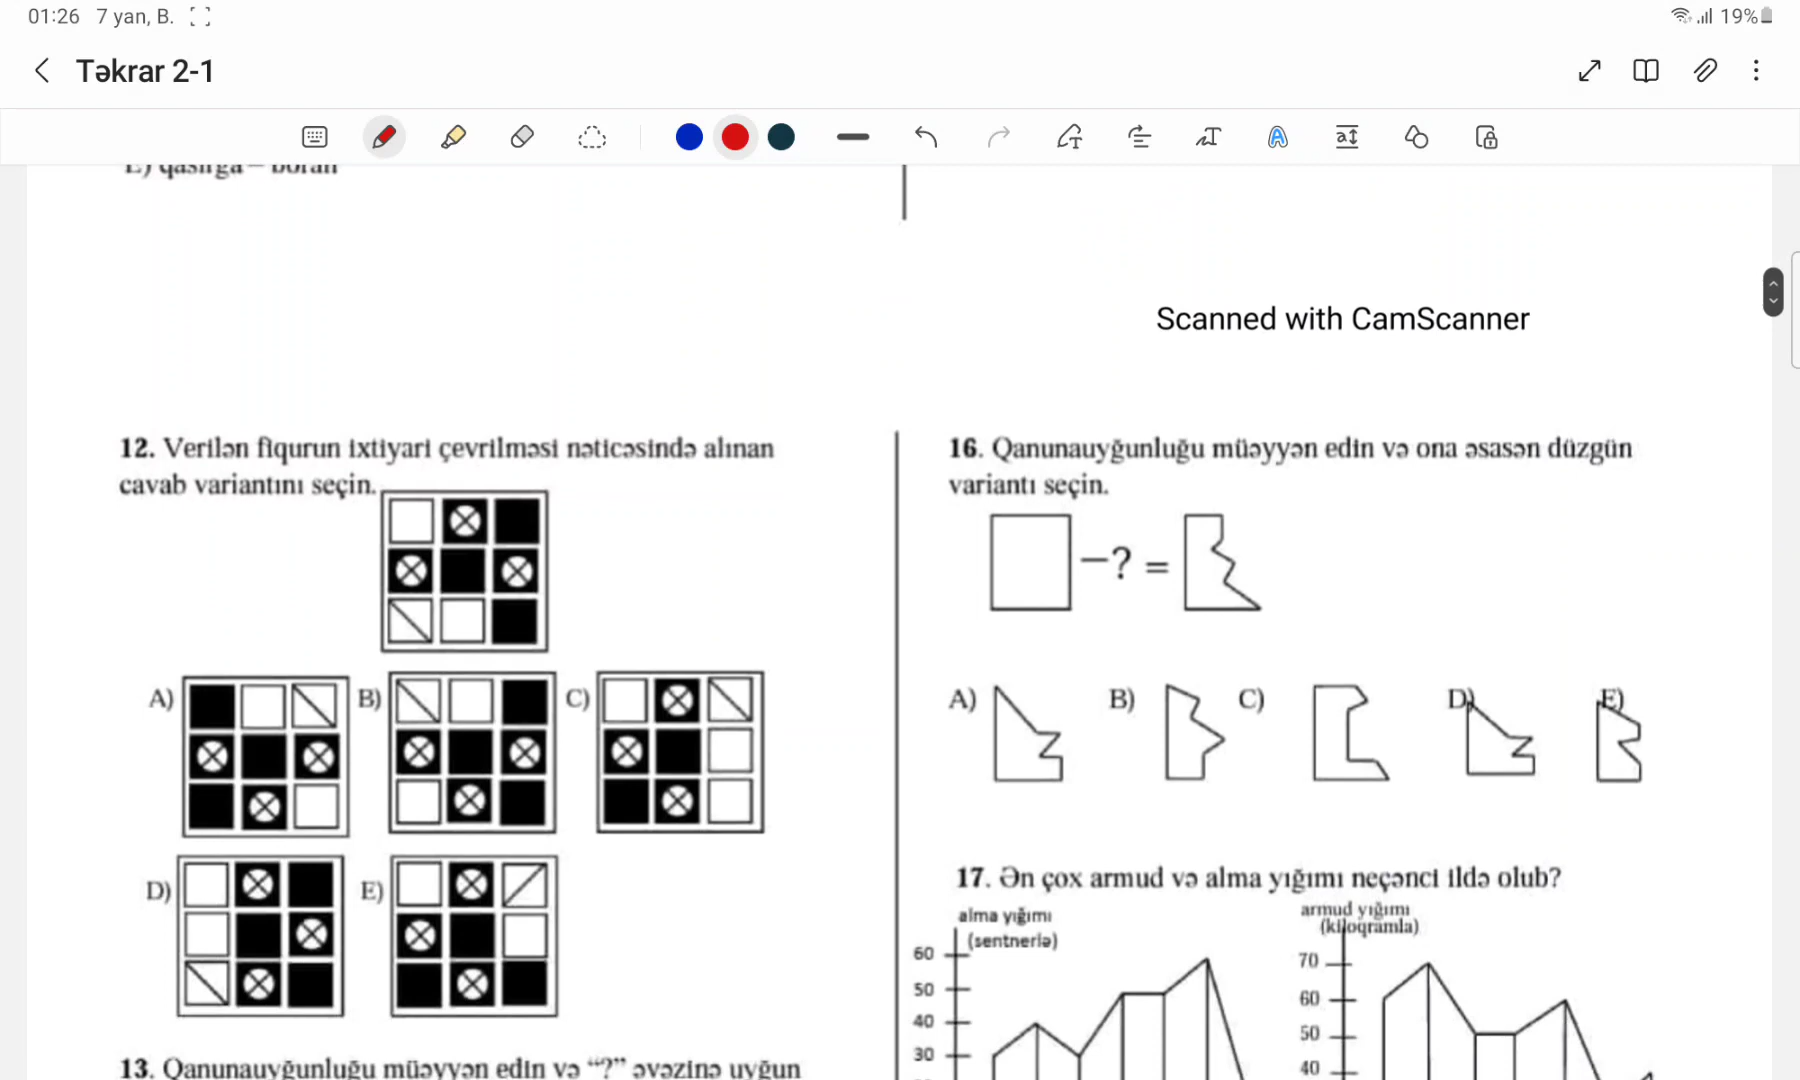 01:26 7 yan, B.
19%
Təkrar 2-1
E) qasırğa – boran
Scanned with CamScanner
12. Verilən fiqurun ixtiyari çevrilməsi nəticəsində alınan
cavab variantını seçin.
A)
B)
C)
D)
E)
13. Qanunauyğunluğu müəyyən edin və “?” əvəzinə uyğun
16. Qanunauyğunluğu müəyyən edin və ona əsasən düzgün
variantı seçin.
–? =
A)
B)
C)
D)
E)
17. Ən çox armud və alma yığımı neçənci ildə olub?
alma yığımı
(sentnerlə)
60
50
40
30
armud yığımı
(kiloqramla)
70
60
50
40